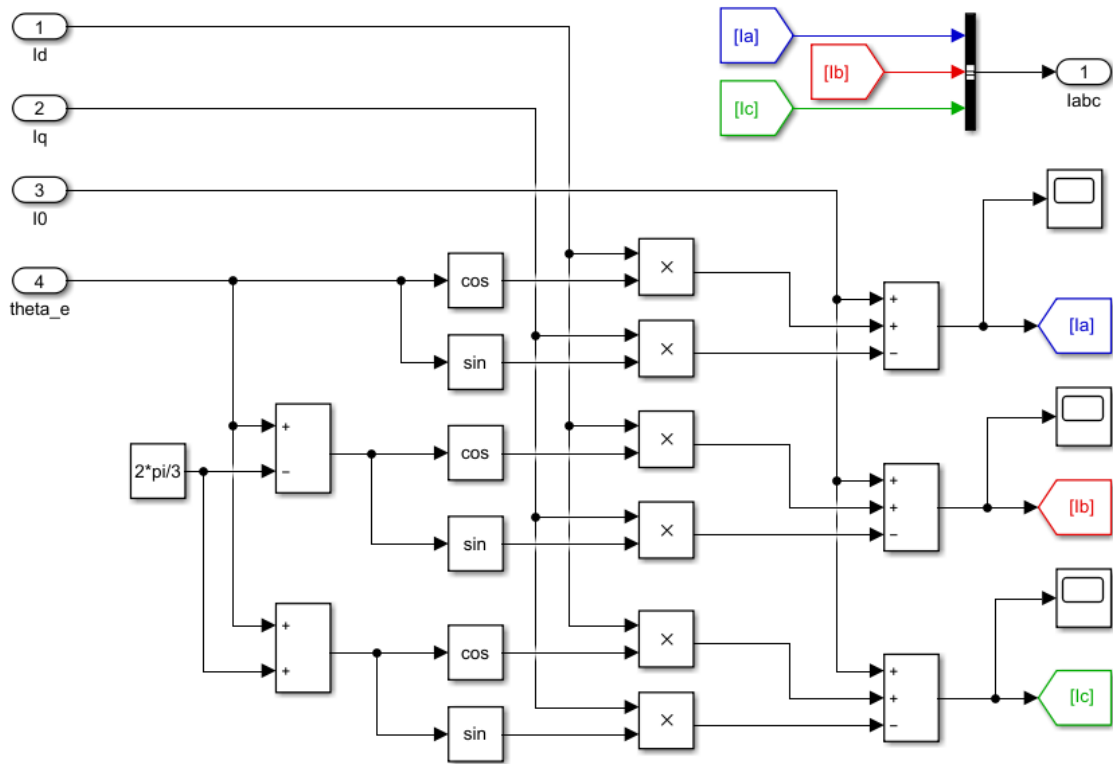 1
Id
2
Iq
3
I0
4
theta_e
[Ia]
[Ib]
[Ic]
1
Iabc
cos
×
+
+
−
[Ia]
sin
×
2*pi/3
+
−
cos
×
+
+
−
[Ib]
sin
×
+
+
cos
×
+
+
−
[Ic]
sin
×